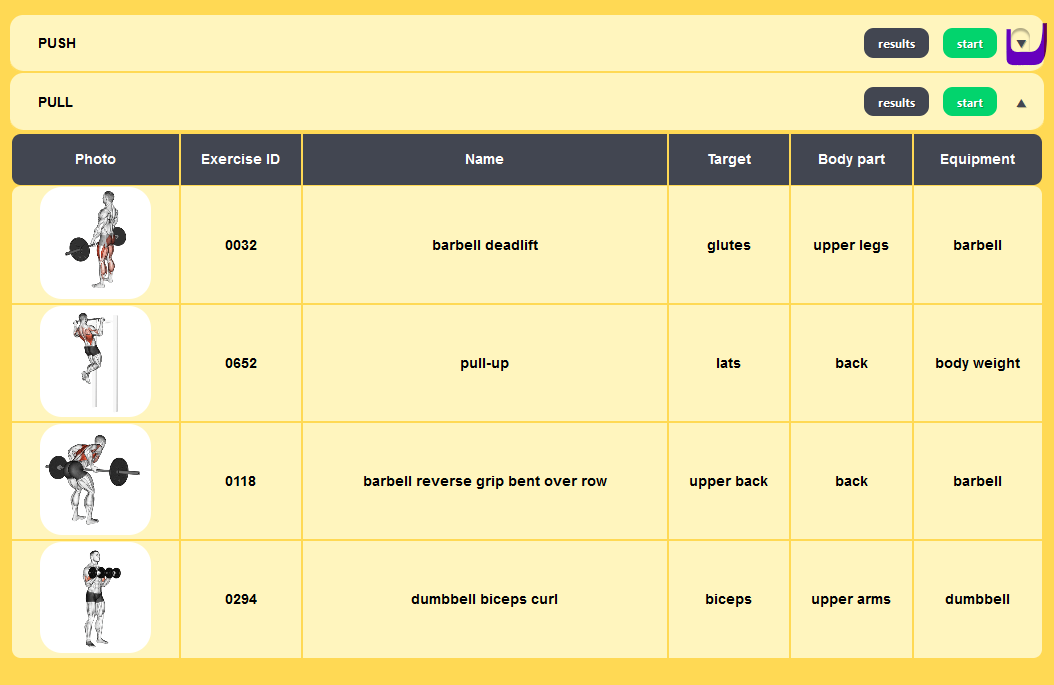 PUSH results start ▼
PULL results start ▲
Photo Exercise ID Name Target Body part Equipment
0032 barbell deadlift glutes upper legs barbell
0652 pull-up lats back body weight
0118 barbell reverse grip bent over row upper back back barbell
0294 dumbbell biceps curl biceps upper arms dumbbell